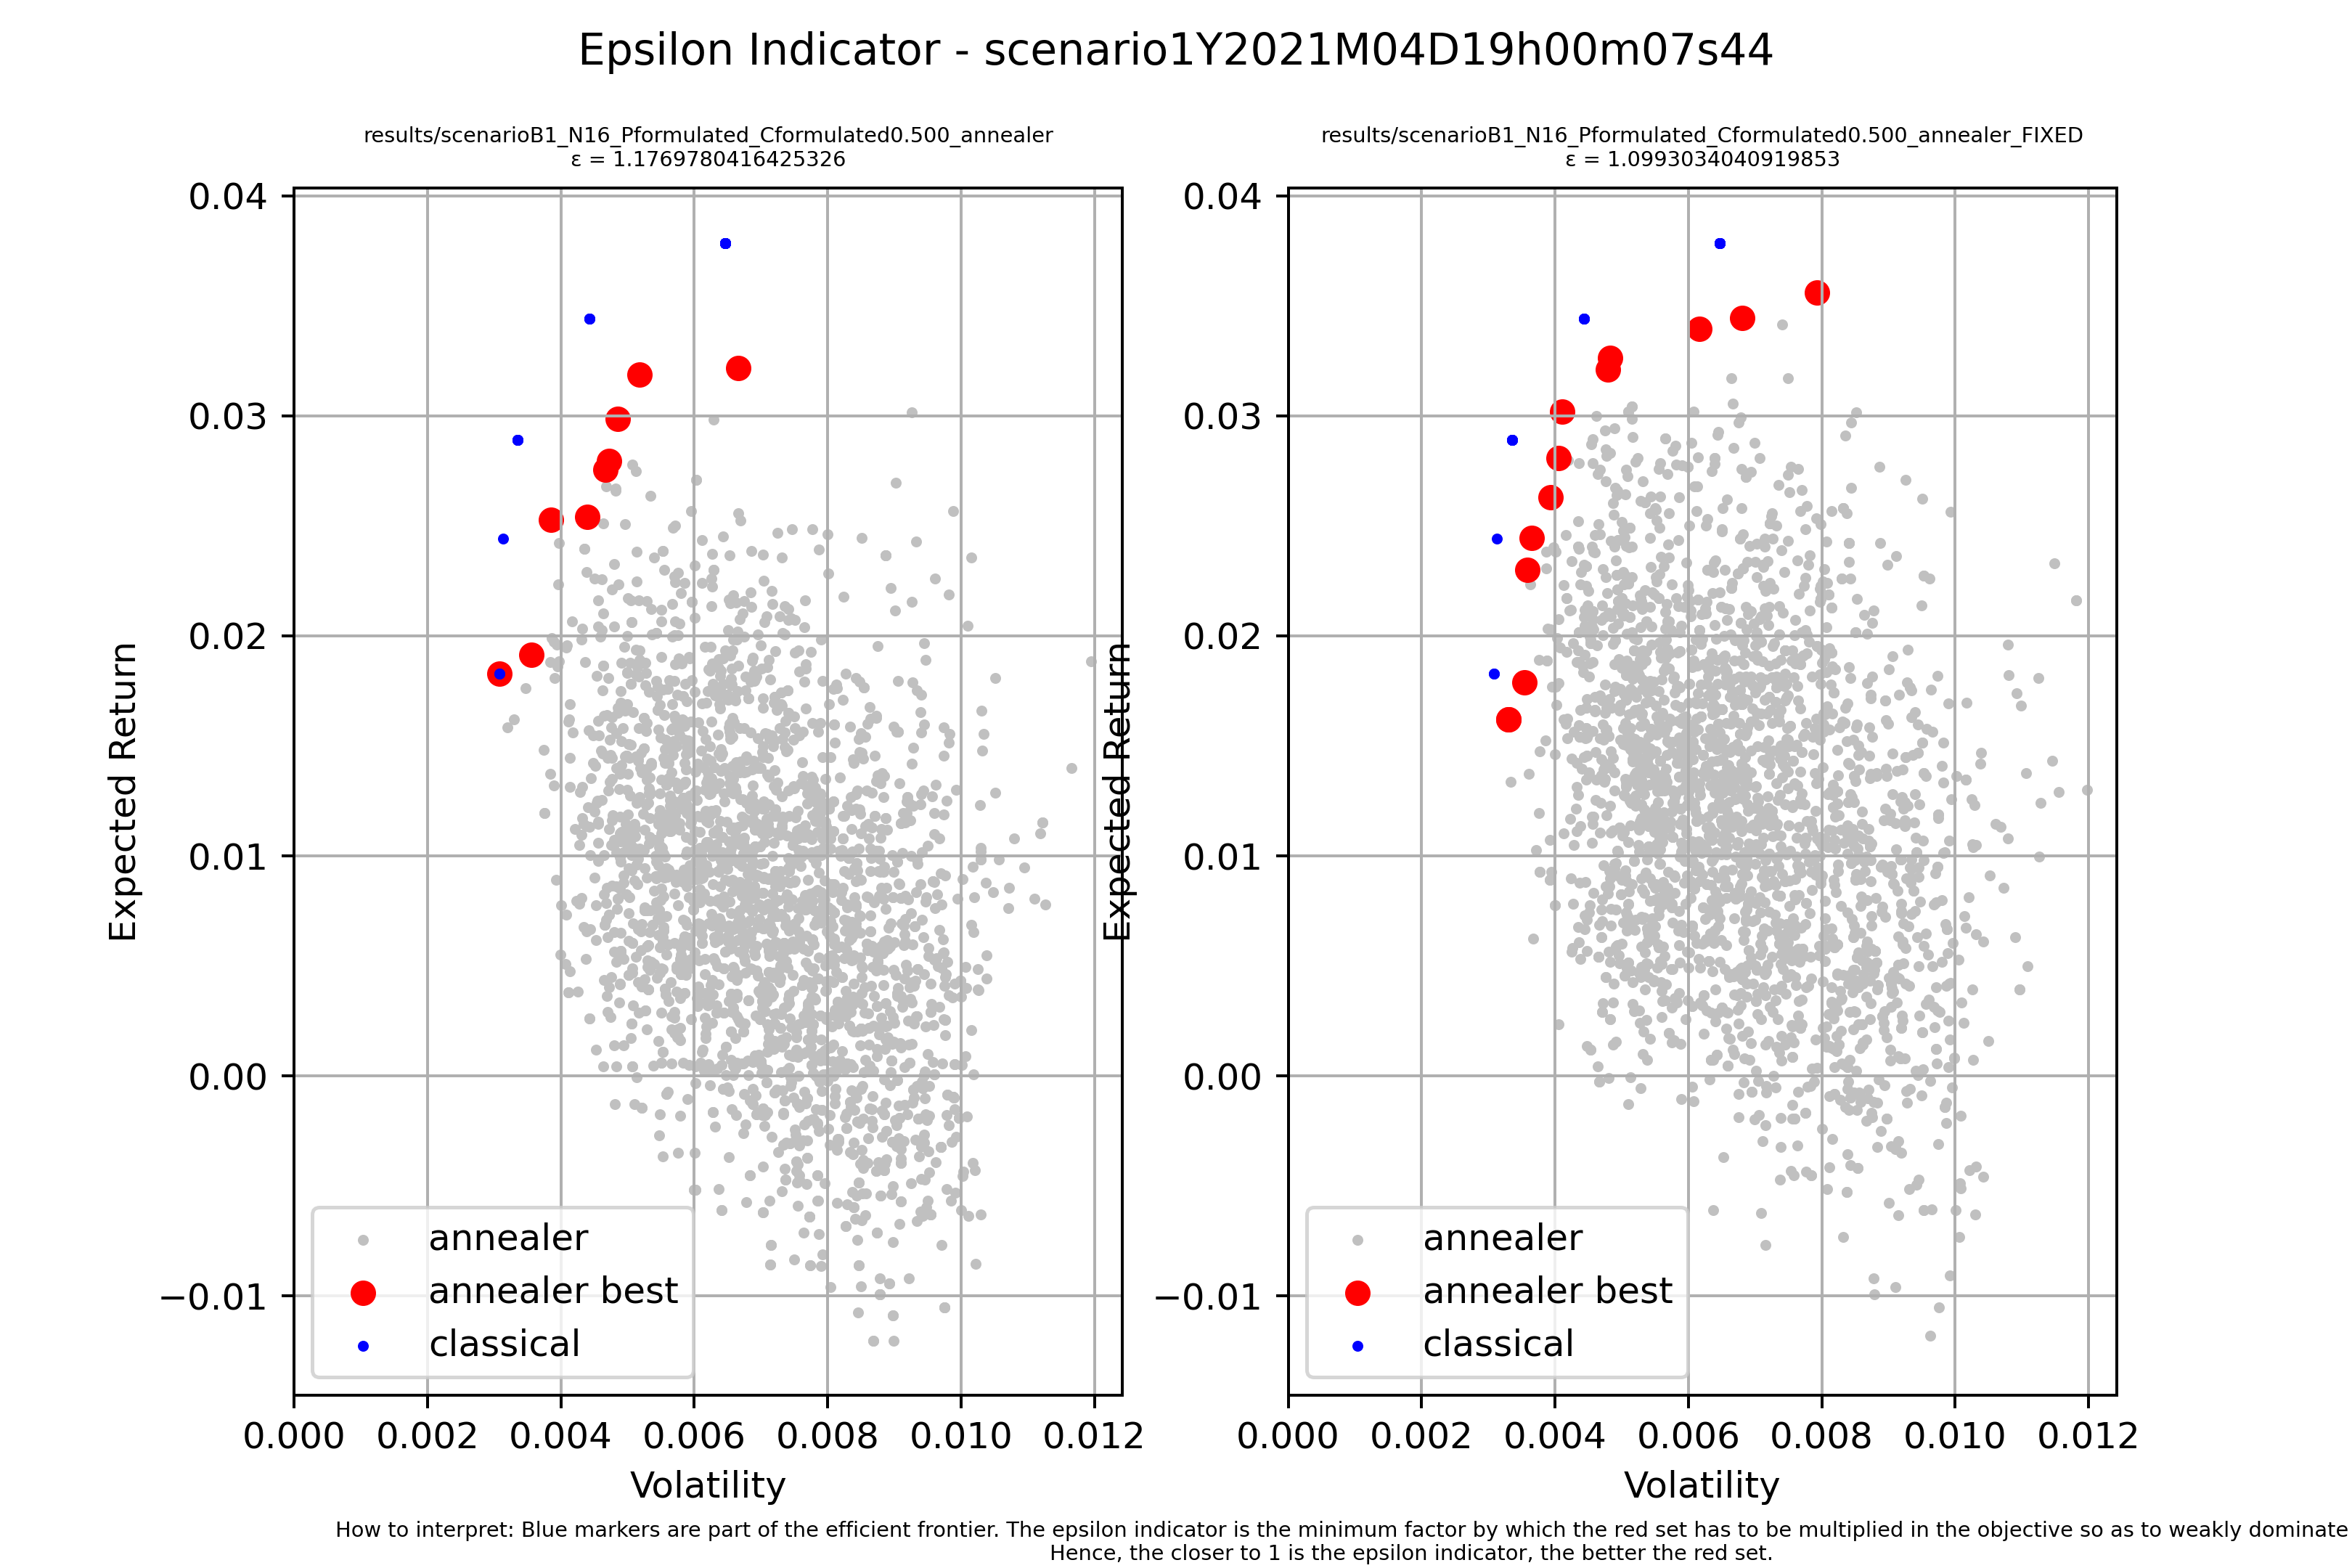 Epsilon Indicator - scenario1Y2021M04D19h00m07s44
results/scenarioB1_N16_Pformulated_Cformulated0.500_annealer
ε = 1.1769780416425326
0.04
0.03
0.02
0.01
0.00
−0.01
Expected Return
annealer
annealer best
classical
0.000 0.002 0.004 0.006 0.008 0.010 0.012
Volatility
results/scenarioB1_N16_Pformulated_Cformulated0.500_annealer_FIXED
ε = 1.0993034040919853
0.04
0.03
0.02
0.01
0.00
−0.01
Expected Return
annealer
annealer best
classical
0.000 0.002 0.004 0.006 0.008 0.010 0.012
Volatility
How to interpret: Blue markers are part of the efficient frontier. The epsilon indicator is the minimum factor by which the red set has to be multiplied in the objective so as to weakly dominate
Hence, the closer to 1 is the epsilon indicator, the better the red set.